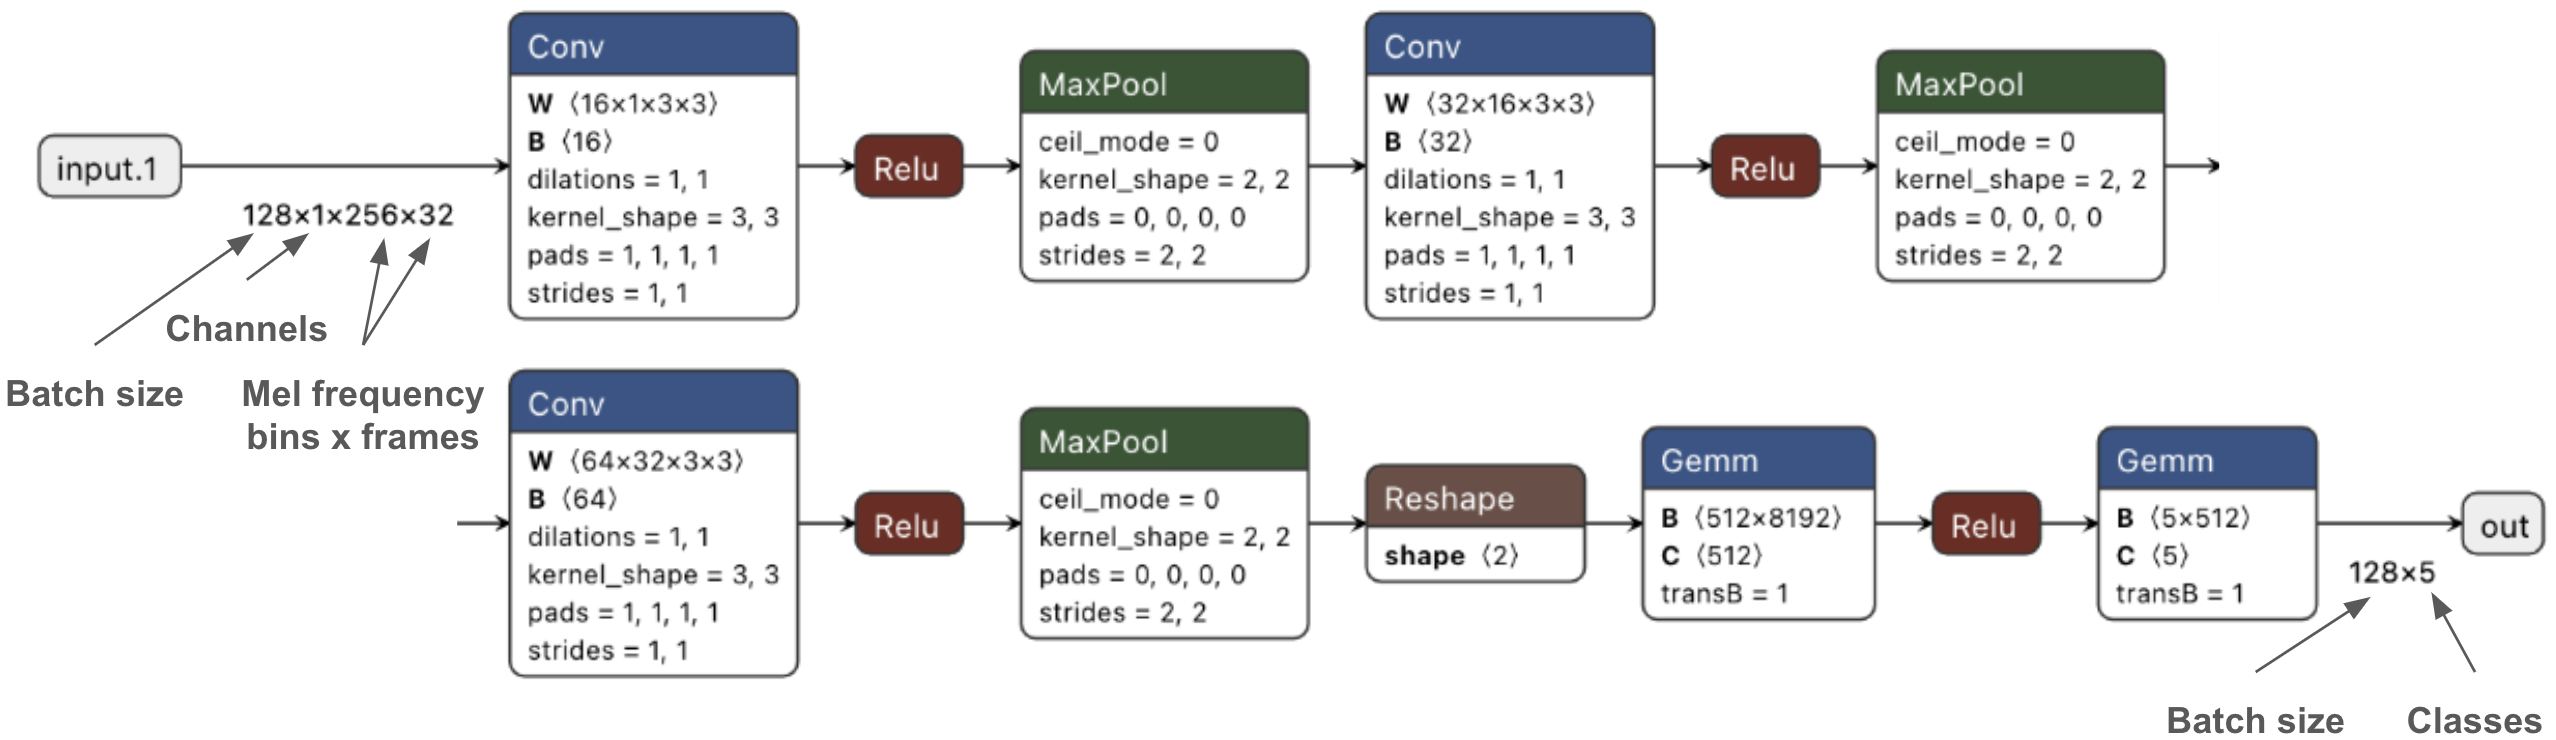 input.1
128×1×256×32
Channels
Batch size
Mel frequency
bins x frames
Conv
W ⟨16×1×3×3⟩
B ⟨16⟩
dilations = 1, 1
kernel_shape = 3, 3
pads = 1, 1, 1, 1
strides = 1, 1
Relu
MaxPool
ceil_mode = 0
kernel_shape = 2, 2
pads = 0, 0, 0, 0
strides = 2, 2
Conv
W ⟨32×16×3×3⟩
B ⟨32⟩
dilations = 1, 1
kernel_shape = 3, 3
pads = 1, 1, 1, 1
strides = 1, 1
Relu
MaxPool
ceil_mode = 0
kernel_shape = 2, 2
pads = 0, 0, 0, 0
strides = 2, 2
Conv
W ⟨64×32×3×3⟩
B ⟨64⟩
dilations = 1, 1
kernel_shape = 3, 3
pads = 1, 1, 1, 1
strides = 1, 1
Relu
MaxPool
ceil_mode = 0
kernel_shape = 2, 2
pads = 0, 0, 0, 0
strides = 2, 2
Reshape
shape ⟨2⟩
Gemm
B ⟨512×8192⟩
C ⟨512⟩
transB = 1
Relu
Gemm
B ⟨5×512⟩
C ⟨5⟩
transB = 1
out
128×5
Batch size
Classes